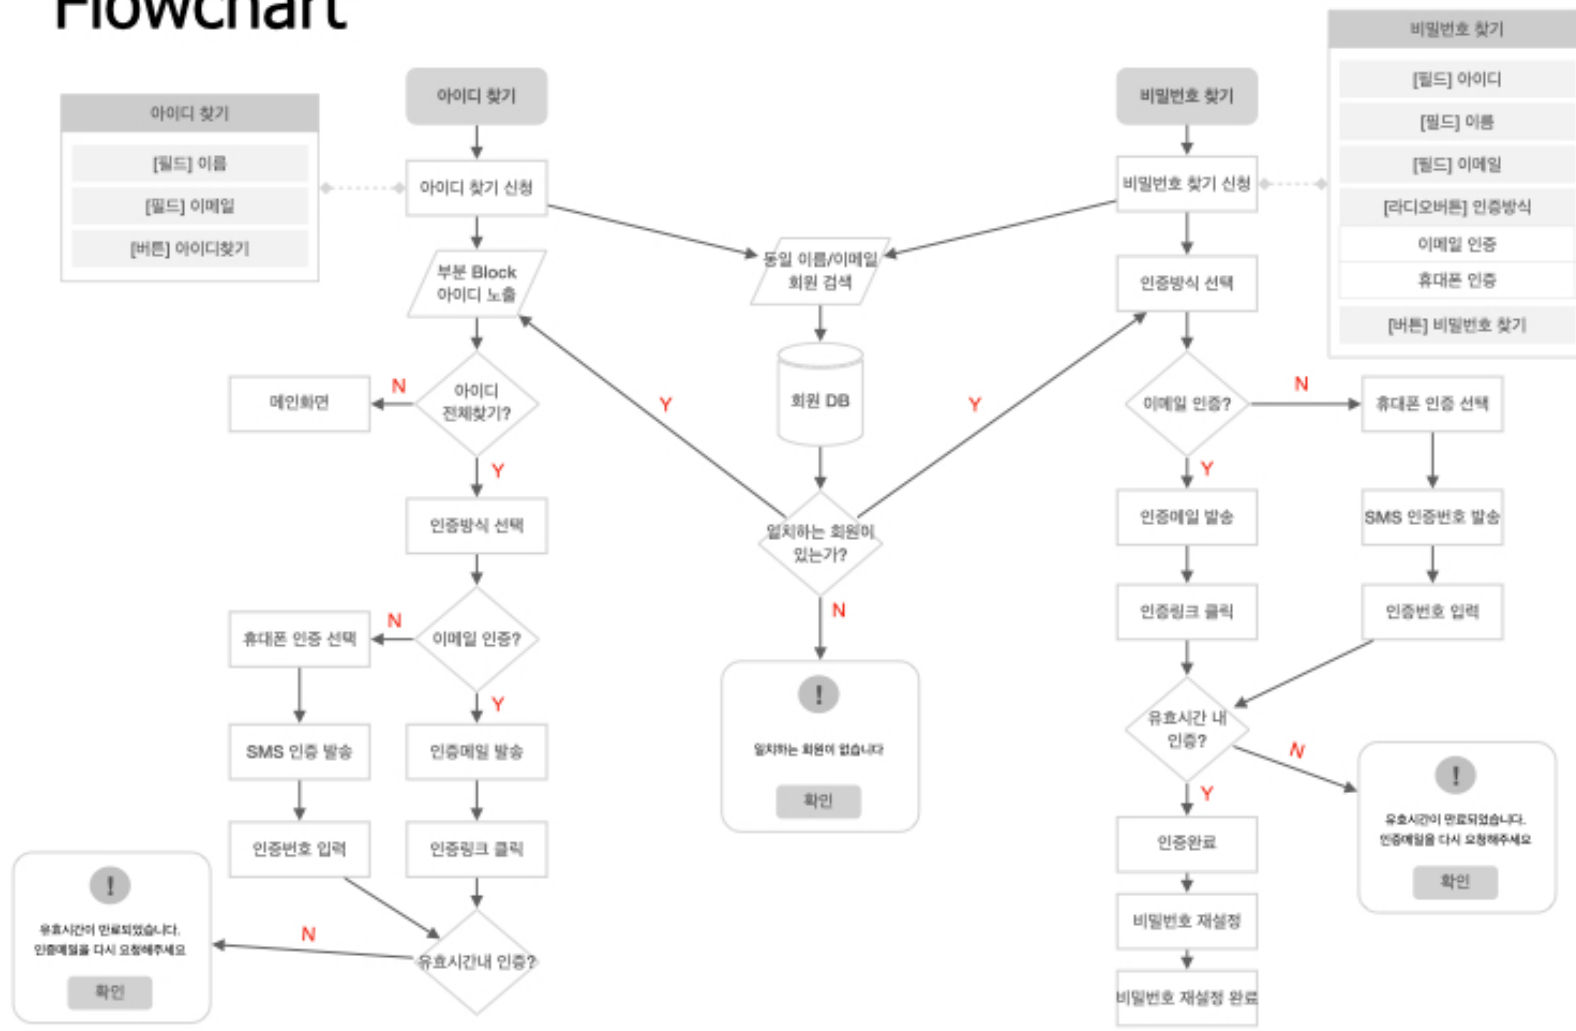 Flowchart
아이디 찾기
[필드] 이름
[필드] 이메일
[버튼] 아이디찾기
아이디 찾기
아이디 찾기 신청
부분 Block
아이디 노출
아이디
전체찾기?
N
메인화면
Y
인증방식 선택
이메일 인증?
N
휴대폰 인증 선택
Y
SMS 인증 발송
인증메일 발송
인증번호 입력
인증링크 클릭
유효시간내 인증?
N
!
유효시간이 만료되었습니다.
인증메일을 다시 요청해주세요
확인
동일 이름/이메일
회원 검색
회원 DB
Y
Y
일치하는 회원이
있는가?
N
!
일치하는 회원이 없습니다
확인
비밀번호 찾기
비밀번호 찾기 신청
인증방식 선택
이메일 인증?
N
휴대폰 인증 선택
Y
인증메일 발송
SMS 인증번호 발송
인증링크 클릭
인증번호 입력
유효시간 내
인증?
N
!
유호시간이 만료되었습니다.
인증메일을 다시 요청해주세요
확인
Y
인증완료
비밀번호 재설정
비밀번호 재설정 완료
비밀번호 찾기
[필드] 아이디
[필드] 이름
[필드] 이메일
[라디오버튼] 인증방식
이메일 인증
휴대폰 인증
[버튼] 비밀번호 찾기